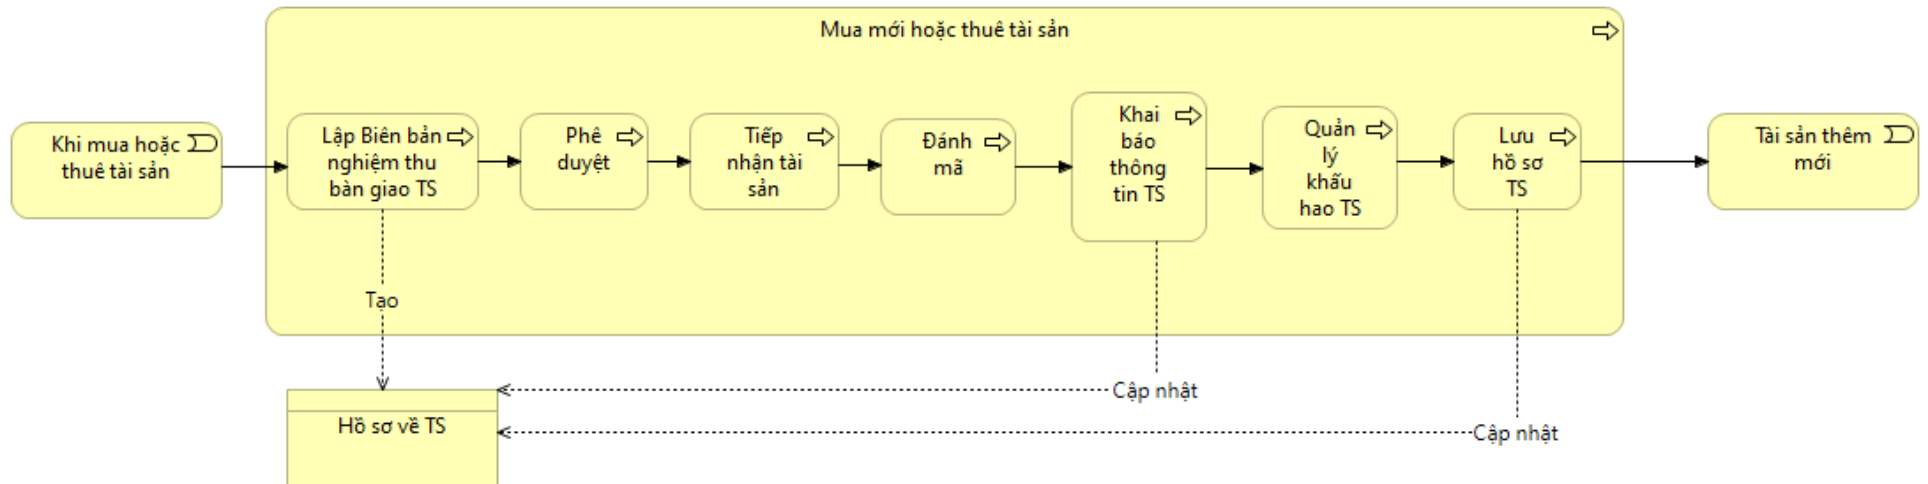 Mua mới hoặc thuê tài sản
Khi mua hoặc
thuê tài sản
Lập Biên bản
nghiệm thu
bàn giao TS
Phê
duyệt
Tiếp
nhận tài
sản
Đánh
mã
Khai
báo
thông
tin TS
Quản
lý
khấu
hao TS
Lưu
hồ sơ
TS
Tài sản thêm
mới
Tạo
Cập nhật
Cập nhật
Hồ sơ về TS